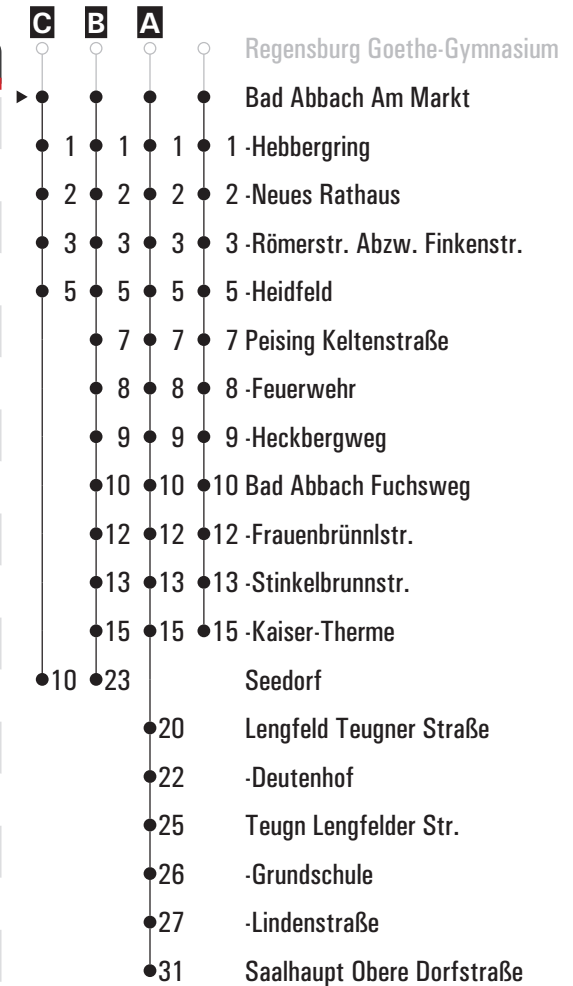 C B A
Regensburg Goethe-Gymnasium
Bad Abbach Am Markt
1 1 1 1 -Hebbergring
2 2 2 2 -Neues Rathaus
3 3 3 3 -Römerstr. Abzw. Finkenstr.
5 5 5 5 -Heidfeld
7 7 7 Peising Keltenstraße
8 8 8 -Feuerwehr
9 9 9 -Heckbergweg
10 10 10 Bad Abbach Fuchsweg
12 12 12 -Frauenbrünnlstr.
13 13 13 -Stinkelbrunnstr.
15 15 15 -Kaiser-Therme
10 23 Seedorf
20 Lengfeld Teugner Straße
22 -Deutenhof
25 Teugn Lengfelder Str.
26 -Grundschule
27 -Lindenstraße
31 Saalhaupt Obere Dorfstraße